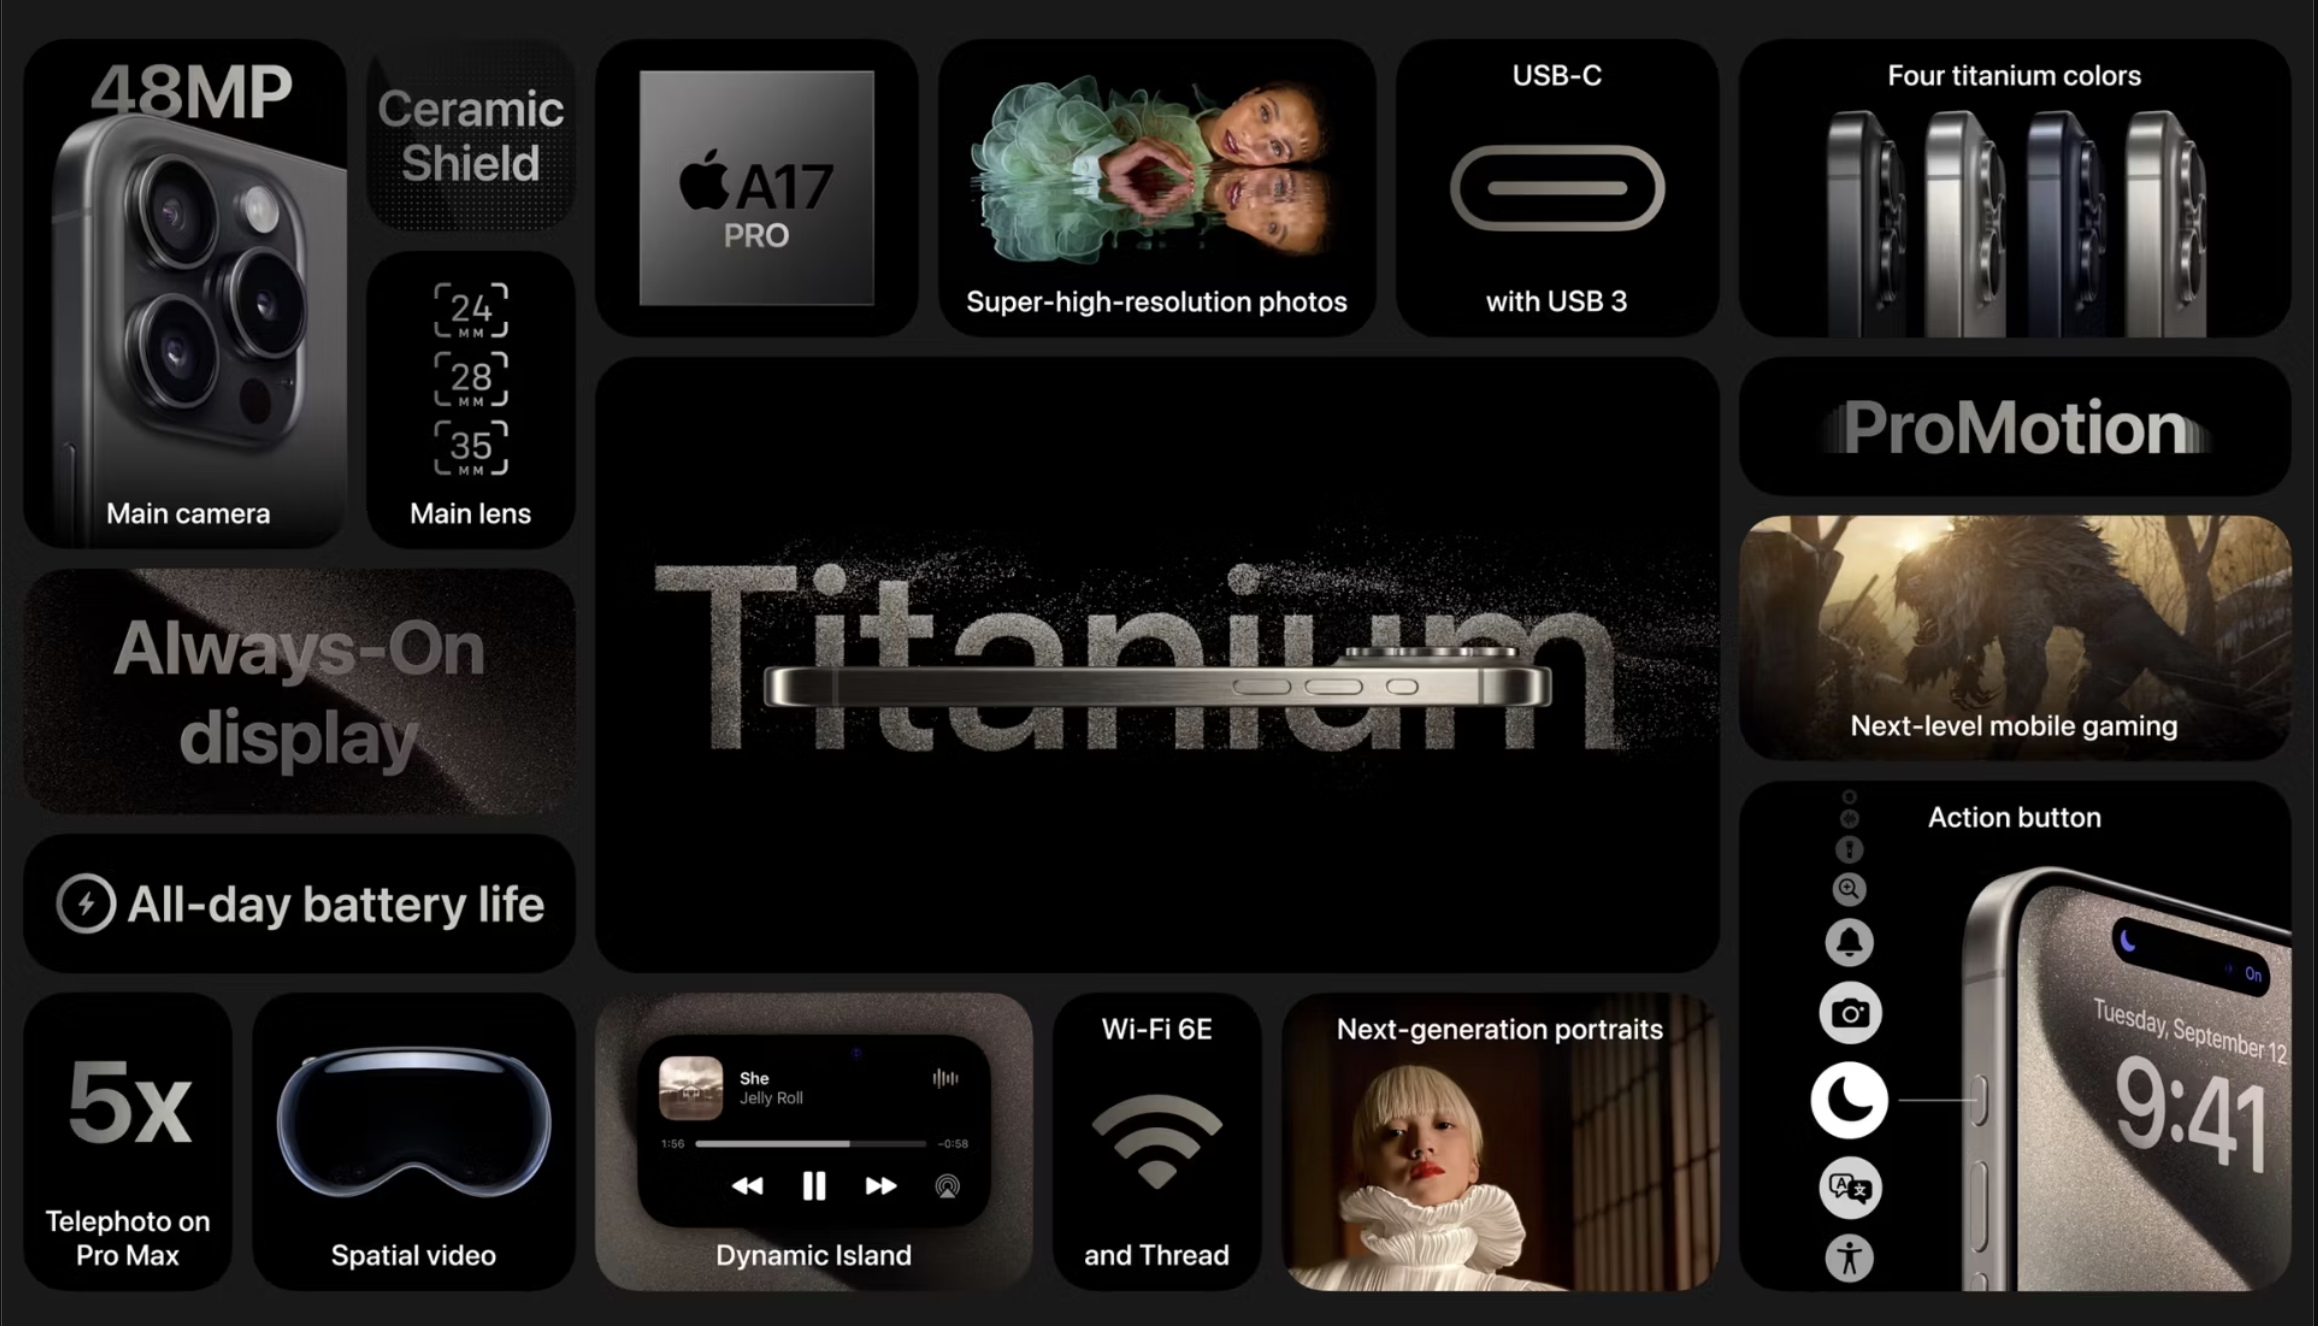 48MP
Main camera
Ceramic
Shield
24
MM
28
MM
35
MM
Main lens
A17
PRO
Super-high-resolution photos
USB-C
with USB 3
Four titanium colors
Titanium
ProMotion
Next-level mobile gaming
Always-On
display
All-day battery life
5x
Telephoto on
Pro Max
Spatial video
She
Jelly Roll
1:56
-0:58
Dynamic Island
Wi-Fi 6E
and Thread
Next-generation portraits
Action button
On
Tuesday, September 12
9:41
A 文